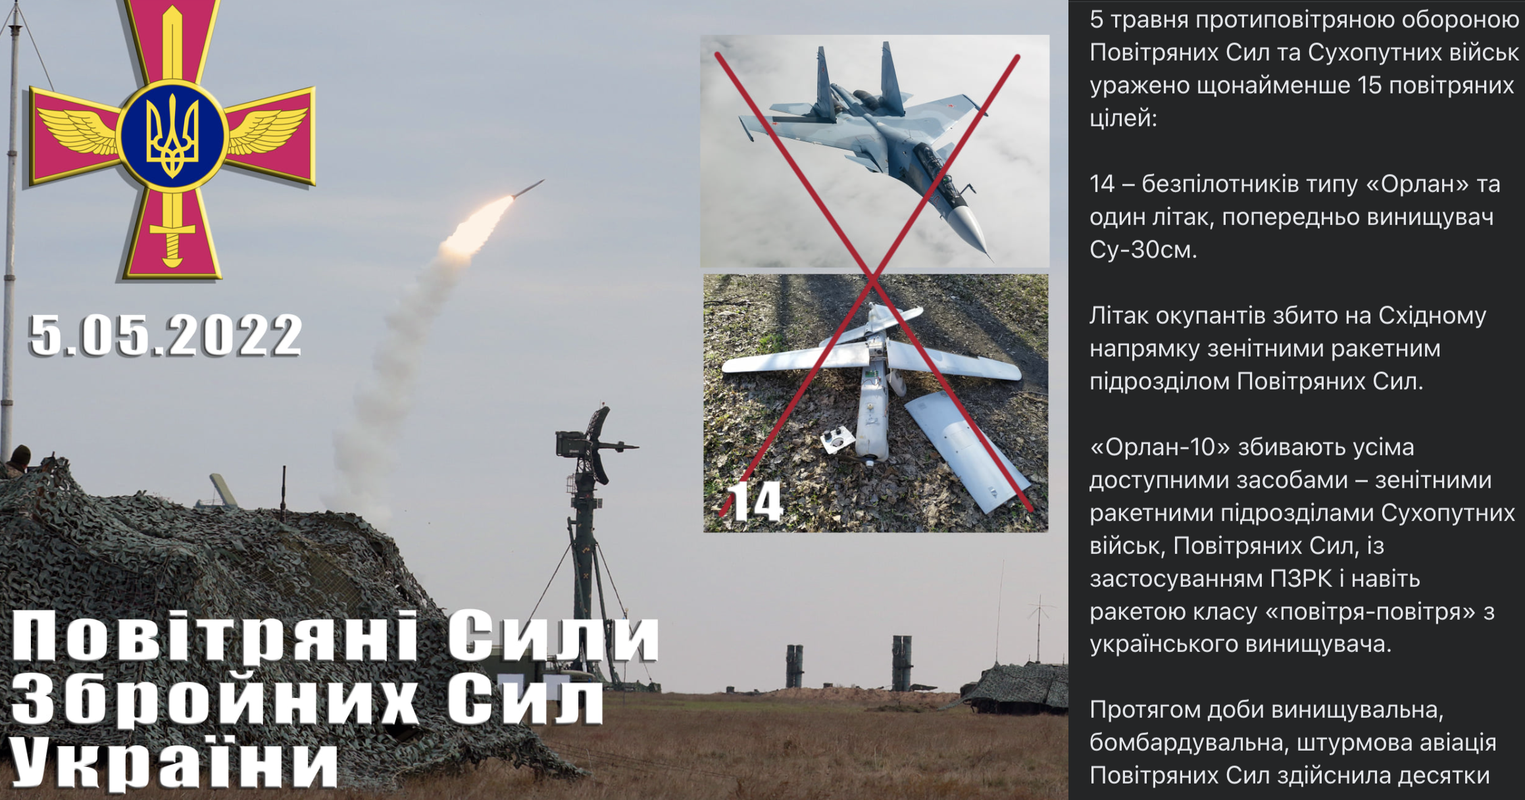 5.05.2022
14
Повітряні Сили
Збройних Сил
України
5 травня протиповітряною обороною
Повітряних Сил та Сухопутних військ
уражено щонайменше 15 повітряних
цілей:
14 – безпілотників типу «Орлан» та
один літак, попередньо винищувач
Су-30см.
Літак окупантів збито на Східному
напрямку зенітними ракетним
підрозділом Повітряних Сил.
«Орлан-10» збивають усіма
доступними засобами – зенітними
ракетними підрозділами Сухопутних
військ, Повітряних Сил, із
застосуванням ПЗРК і навіть
ракетою класу «повітря-повітря» з
українського винищувача.
Протягом доби винищувальна,
бомбардувальна, штурмова авіація
Повітряних Сил здійснила десятки